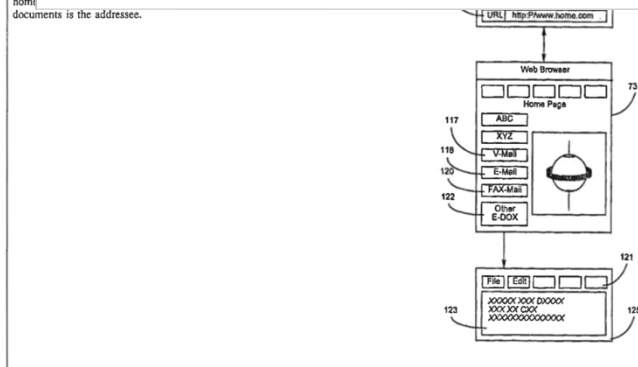 documents is the addressee.
URL http:P/www.home.com
Web Browser
73
Home Page
ABC
117
XYZ
V-Mail
118
E-Mail
120
FAX-Mail
122
Other
E-DOX
121
File Edit
XXXXX XXX DXXXX
XXX XX CXX
XXXXXXXXXXXXXX
123
125